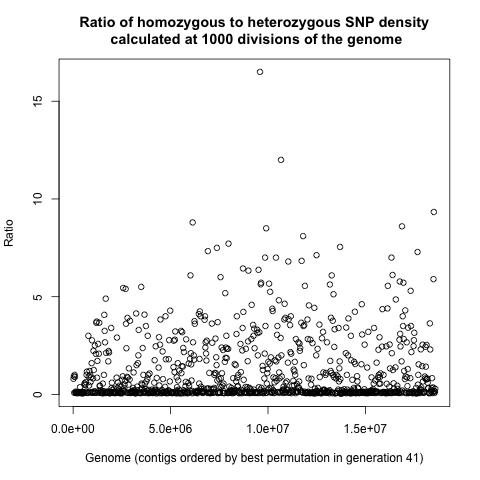 Ratio of homozygous to heterozygous SNP density
calculated at 1000 divisions of the genome
Ratio
15
10
5
0
0.0e+00 5.0e+06 1.0e+07 1.5e+07
Genome (contigs ordered by best permutation in generation 41)